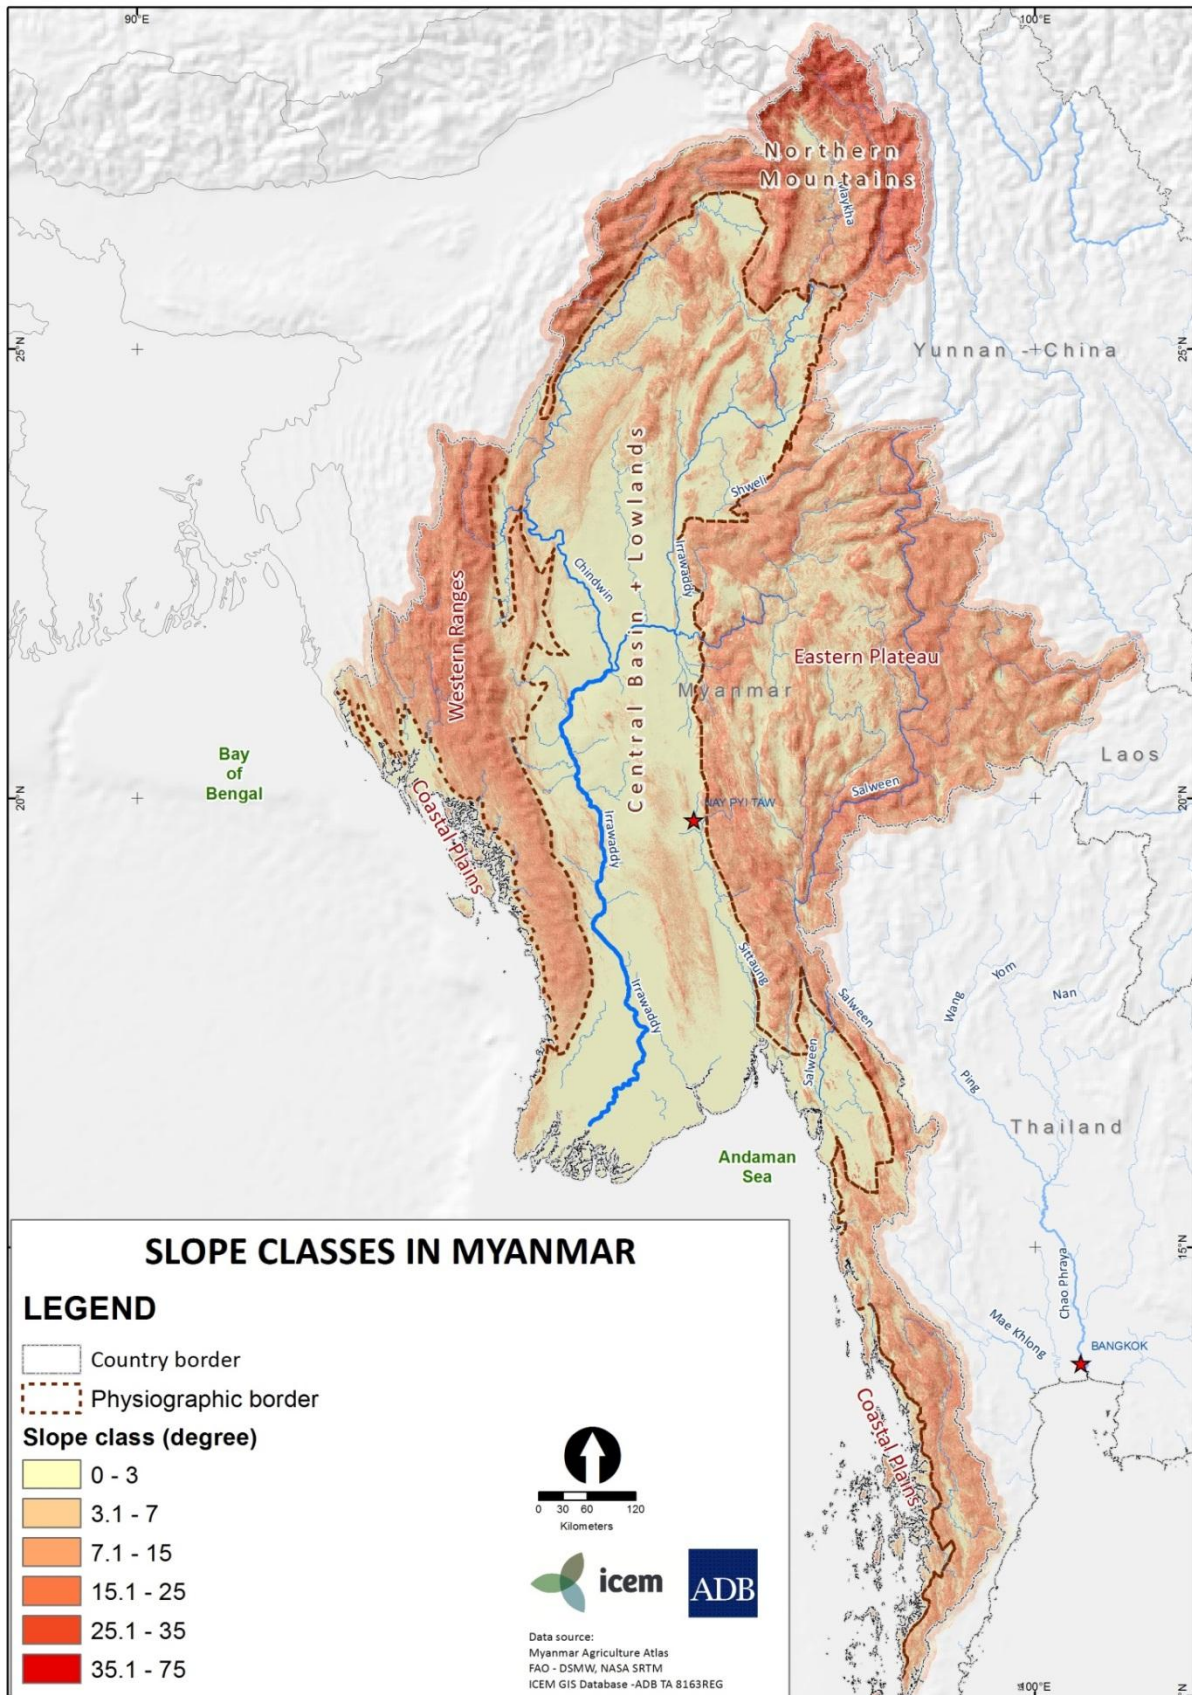 90°E
100°E
Northern
Mountains
Maykha
25°N
25°N
Yunnan - China
Shweli
Irrawaddy
Chindwin
Central Basin + Lowlands
Western Ranges
Eastern Plateau
Myanmar
Laos
Bay
of
Bengal
20°N
20°N
Salween
NAY PYI TAW
Coastal Plains
Irrawaddy
Sittaung
Irrawaddy
Salween
Salween
Wang
Yom
Nan
Ping
Thailand
Andaman
Sea
15°N
Chao Phraya
Mae Khlong
BANGKOK
Coastal Plains
SLOPE CLASSES IN MYANMAR
LEGEND
Country border
Physiographic border
Slope class (degree)
0 - 3
3.1 - 7
7.1 - 15
15.1 - 25
25.1 - 35
35.1 - 75
0 30 60 120
Kilometers
icem
ADB
Data source:
Myanmar Agriculture Atlas
FAO - DSMW, NASA SRTM
ICEM GIS Database -ADB TA 8163REG
100°E